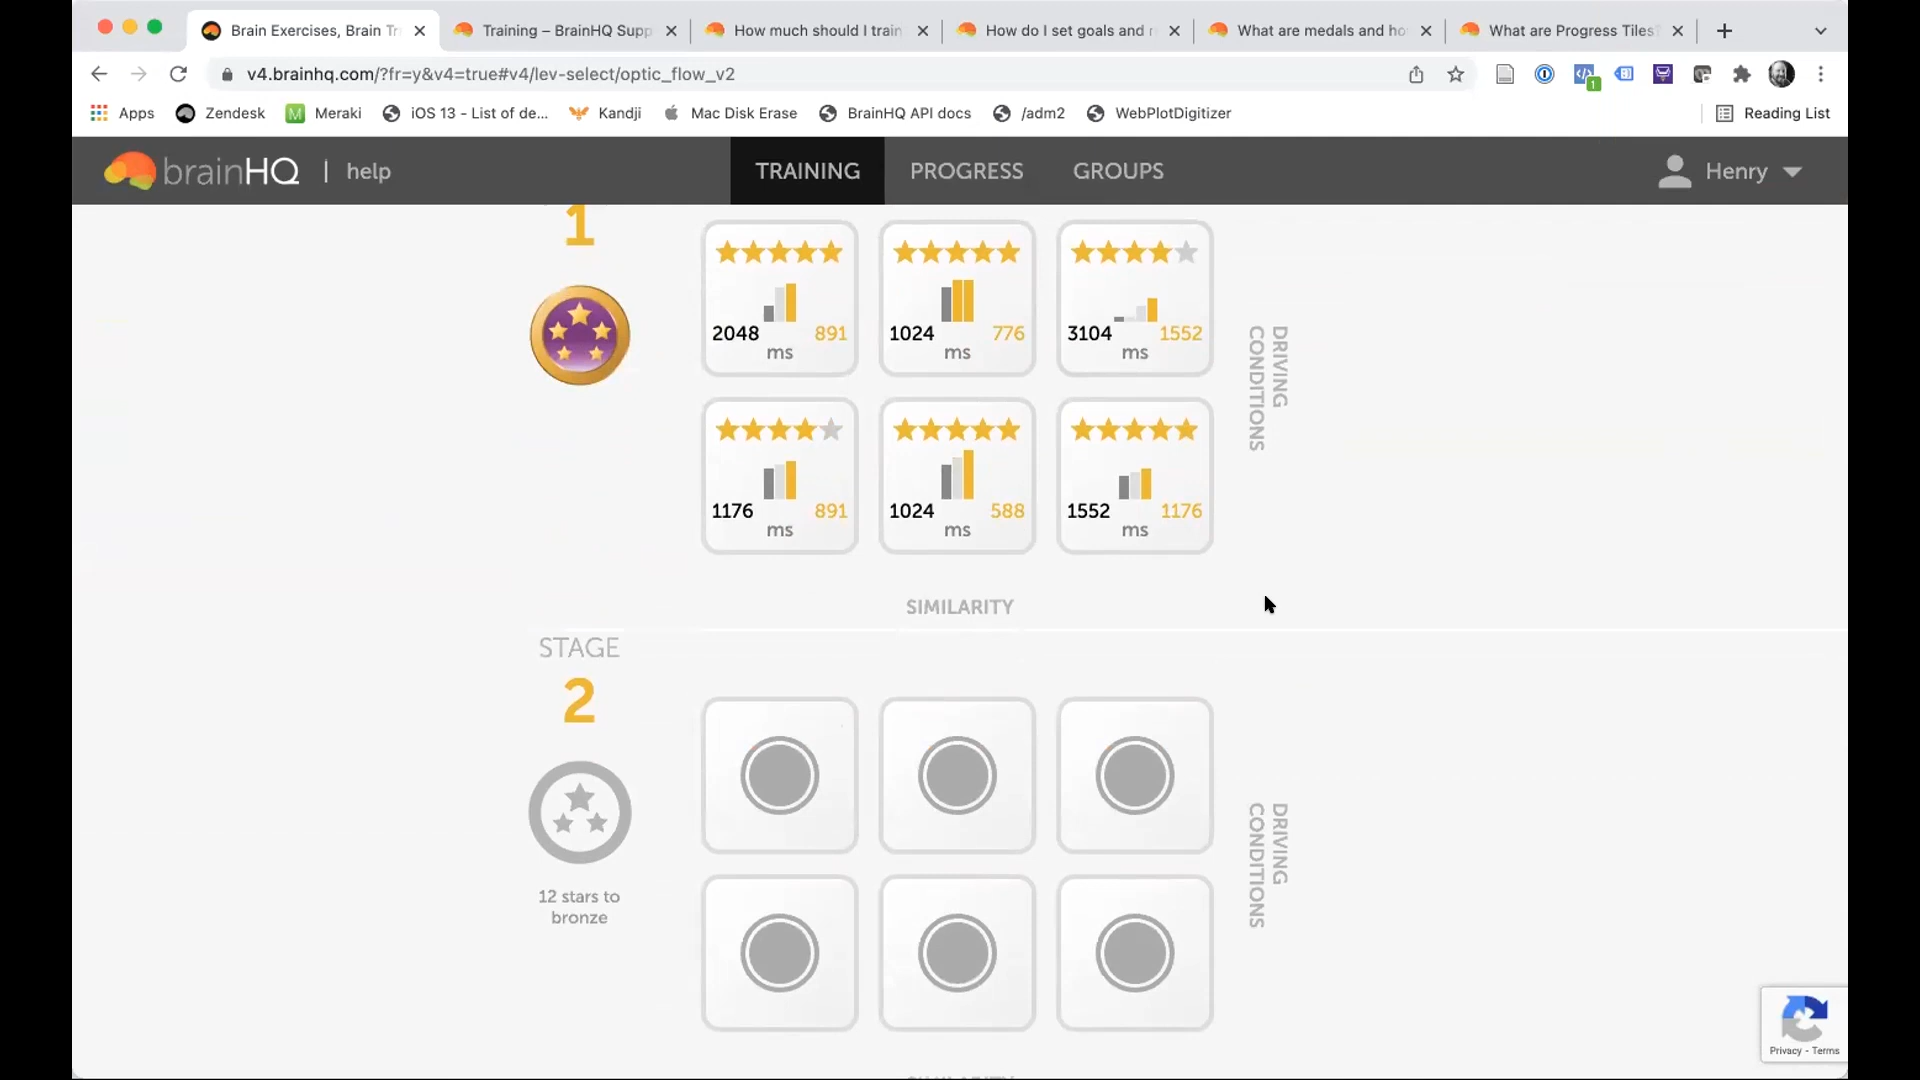 Brain Exercises, Brain Tr
Training – BrainHQ Supp
How much should I train
How do I set goals and r
What are medals and ho
What are Progress Tiles?
v4.brainhq.com/?fr=y&v4=true#v4/lev-select/optic_flow_v2
1
Apps
Zendesk
M Meraki
iOS 13 - List of de...
Kandji
Mac Disk Erase
BrainHQ API docs
/adm2
WebPlotDigitizer
Reading List
brainHQ | help
TRAINING
PROGRESS
GROUPS
Henry
1
2048 891
ms
1024 776
ms
3104 1552
ms
1176 891
ms
1024 588
ms
1552 1176
ms
DRIVING
CONDITIONS
SIMILARITY
STAGE
2
12 stars to
bronze
DRIVING
CONDITIONS
Privacy - Terms